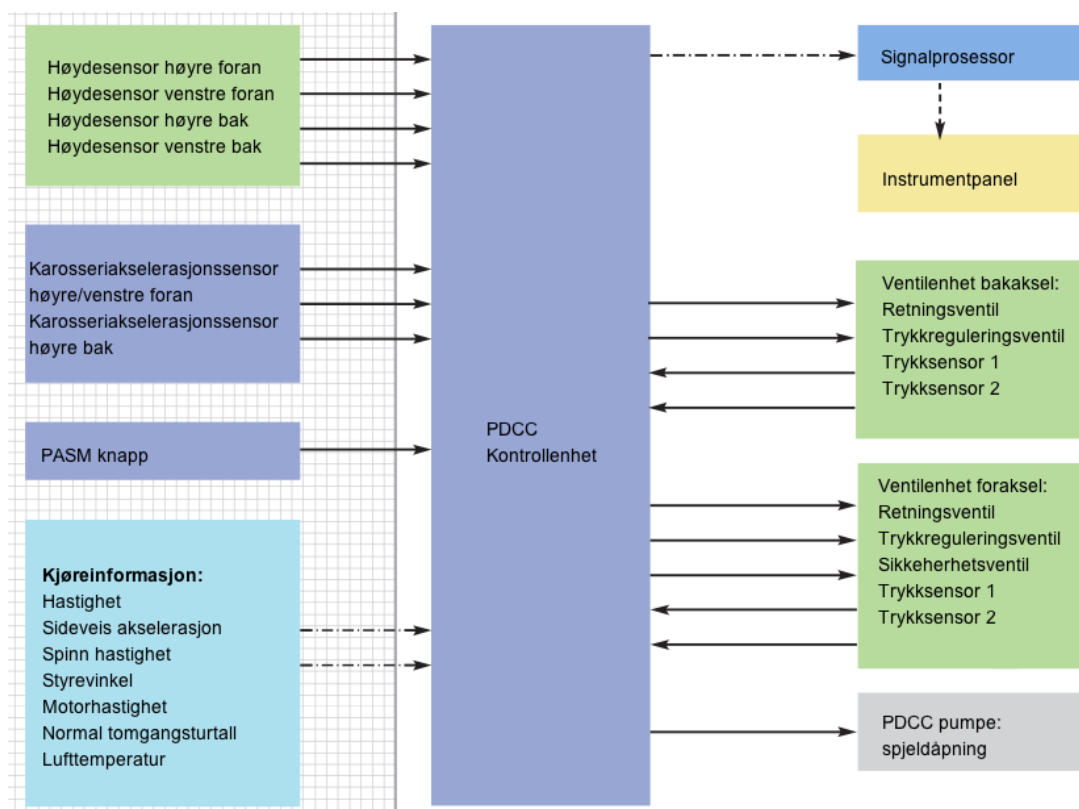 Høydesensor høyre foran
Høydesensor venstre foran
Høydesensor høyre bak
Høydesensor venstre bak
Karosseriakselerasjonssensor
høyre/venstre foran
Karosseriakselerasjonssensor
høyre bak
PASM knapp
Kjøreinformasjon:
Hastighet
Sideveis akselerasjon
Spinn hastighet
Styrevinkel
Motorhastighet
Normal tomgangsturtall
Lufttemperatur
PDCC
Kontrollenhet
Signalprosessor
Instrumentpanel
Ventilenhet bakaksel:
Retningsventil
Trykkreguleringsventil
Trykksensor 1
Trykksensor 2
Ventilenhet foraksel:
Retningsventil
Trykkreguleringsventil
Sikkeherhetsventil
Trykksensor 1
Trykksensor 2
PDCC pumpe:
spjeldåpning